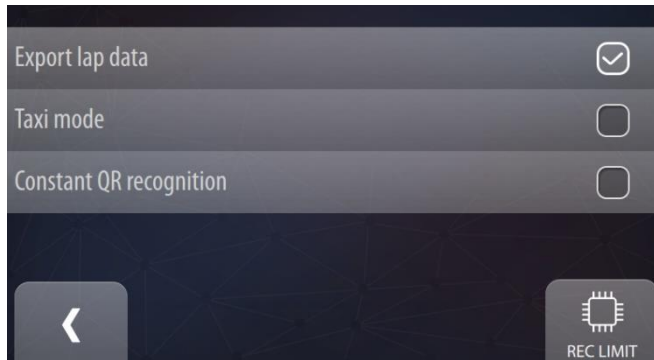 Export lap data
Taxi mode
Constant QR recognition
REC LIMIT